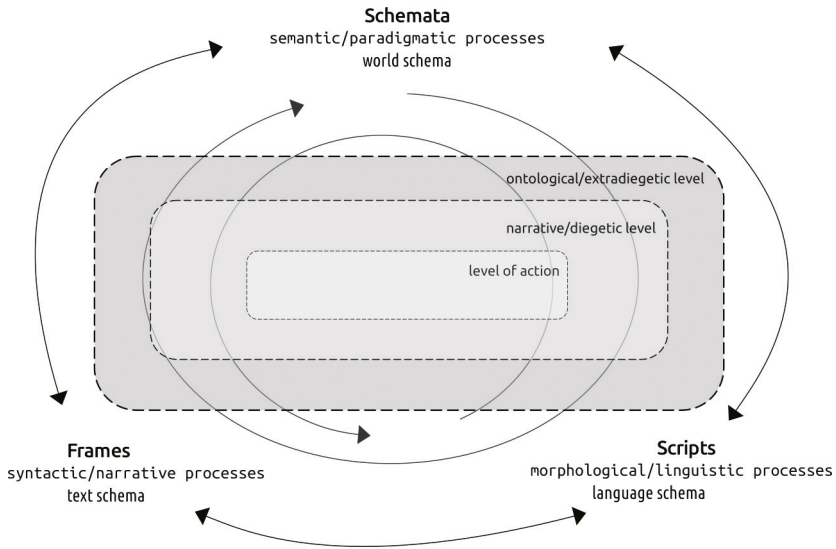 Schemata
semantic/paradigmatic processes
world schema
ontological/extradiegetic level
narrative/diegetic level
level of action
Frames
syntactic/narrative processes
text schema
Scripts
morphological/linguistic processes
language schema